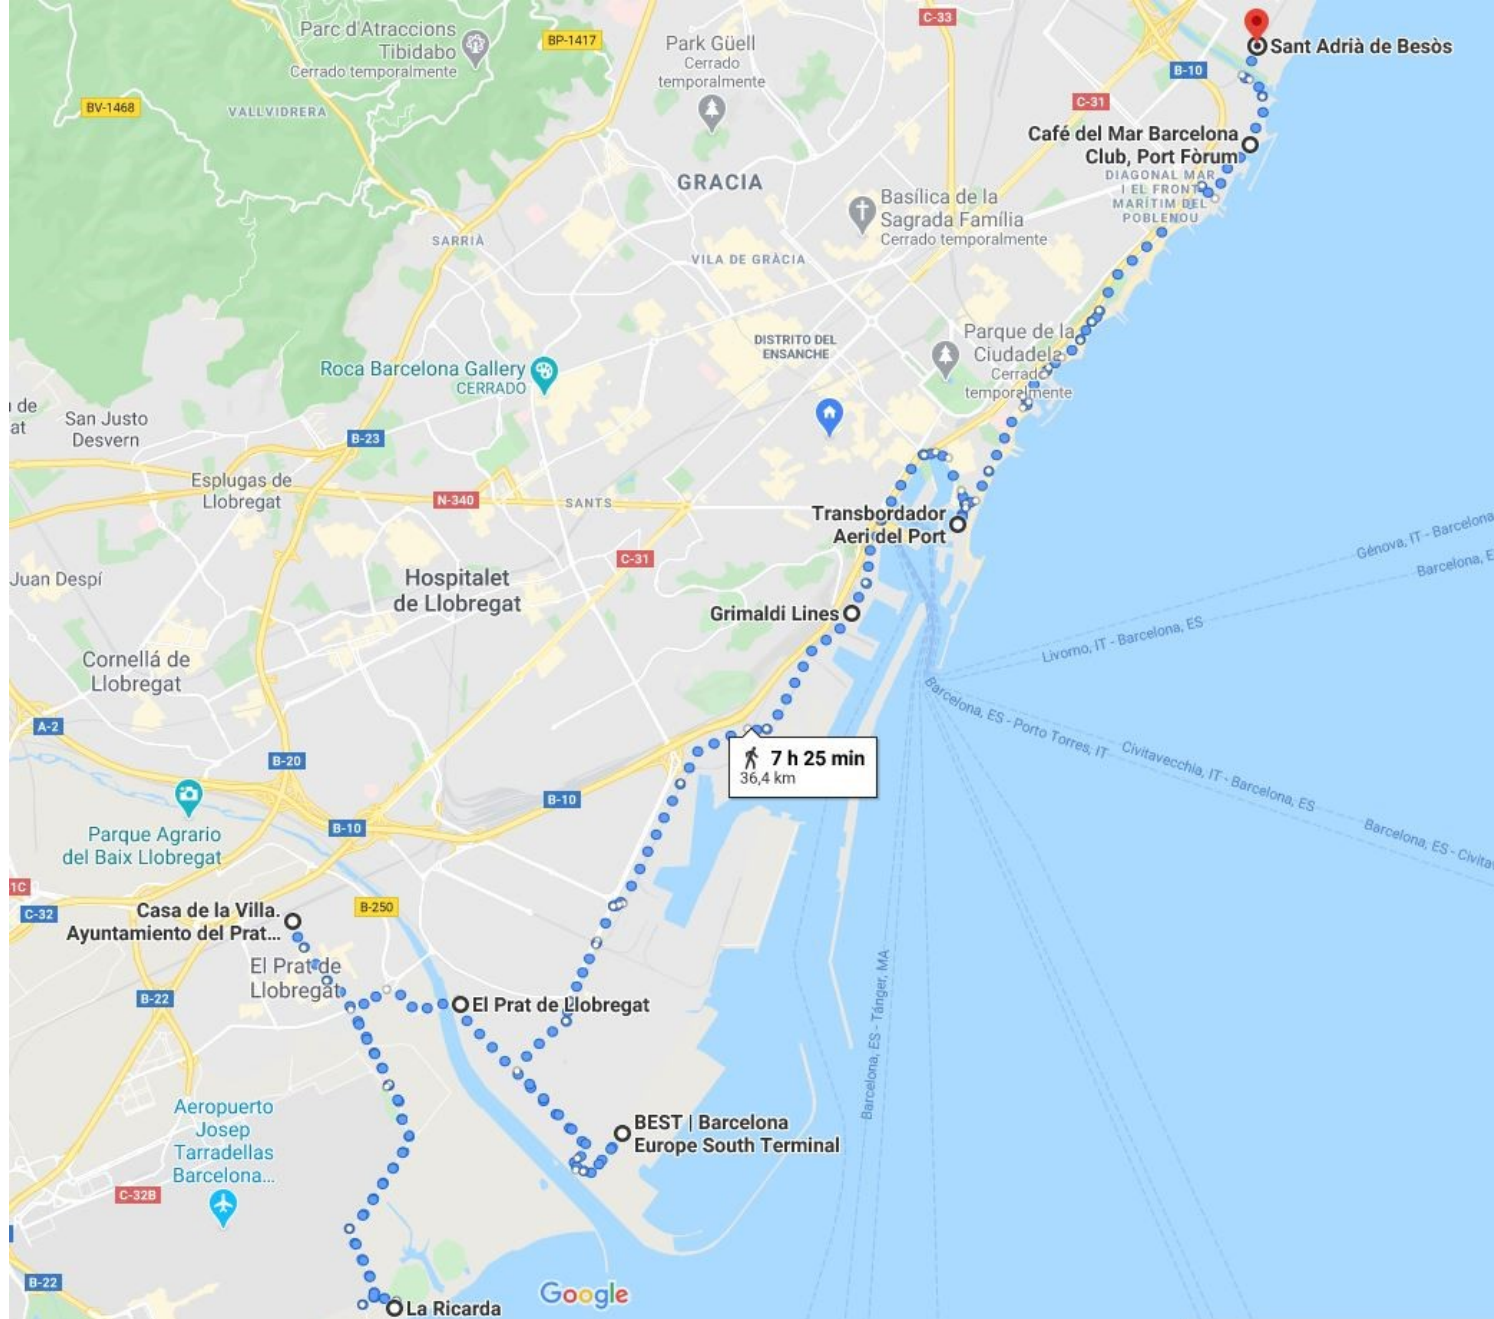 C-33
Parc d'Atraccions
Tibidabo
Cerrado temporalmente
BP-1417
Park Güell
Cerrado
temporalmente
Sant Adrià de Besòs
B-10
BV-1468
VALLVIDRERA
C-31
Café del Mar Barcelona
Club, Port Fòrum
DIAGONAL MAR
I EL FRONT
MARÍTIM DEL
POBLENOU
GRACIA
Basílica de la
Sagrada Família
Cerrado temporalmente
SARRIÀ
VILA DE GRÀCIA
DISTRITO DEL
ENSANCHE
Parque de la
Ciudadela
Cerrado
temporalmente
Roca Barcelona Gallery
CERRADO
de
at
San Justo
Desvern
B-23
Esplugas de
Llobregat
N-340
SANTS
Transbordador
Aeri del Port
Génova, IT - Barcelona
Barcelona, E
C-31
Juan Despí
Hospitalet
de Llobregat
Grimaldi Lines
Livorno, IT - Barcelona, ES
Cornellá de
Llobregat
Barcelona, ES - Porto Torres, IT
Civitavecchia, IT - Barcelona, ES
Barcelona, ES - Civita
A-2
B-20
7 h 25 min
36,4 km
B-10
Parque Agrario
del Baix Llobregat
B-10
1C
C-32
Casa de la Villa.
Ayuntamiento del Prat...
B-250
El Prat de
Llobregat
B-22
El Prat de Llobregat
Barcelona, ES - Tánger, MA
Aeropuerto
Josep
Tarradellas
Barcelona...
BEST | Barcelona
Europe South Terminal
C-32B
B-22
Google
La Ricarda